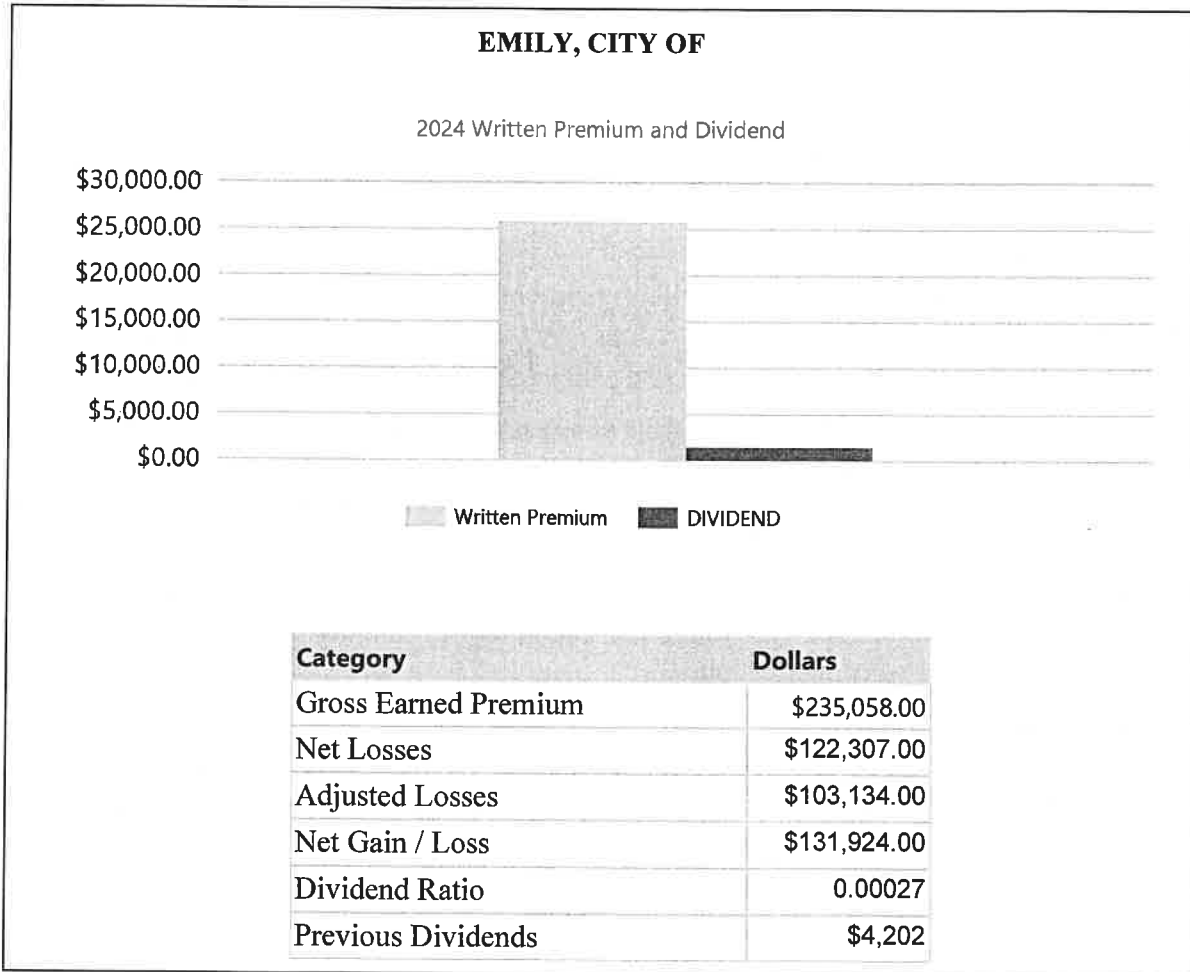 EMILY, CITY OF
2024 Written Premium and Dividend
$30,000.00
$25,000.00
$20,000.00
$15,000.00
$10,000.00
$5,000.00
$0.00
Written Premium DIVIDEND
Category Dollars
Gross Earned Premium $235,058.00
Net Losses $122,307.00
Adjusted Losses $103,134.00
Net Gain / Loss $131,924.00
Dividend Ratio 0.00027
Previous Dividends $4,202